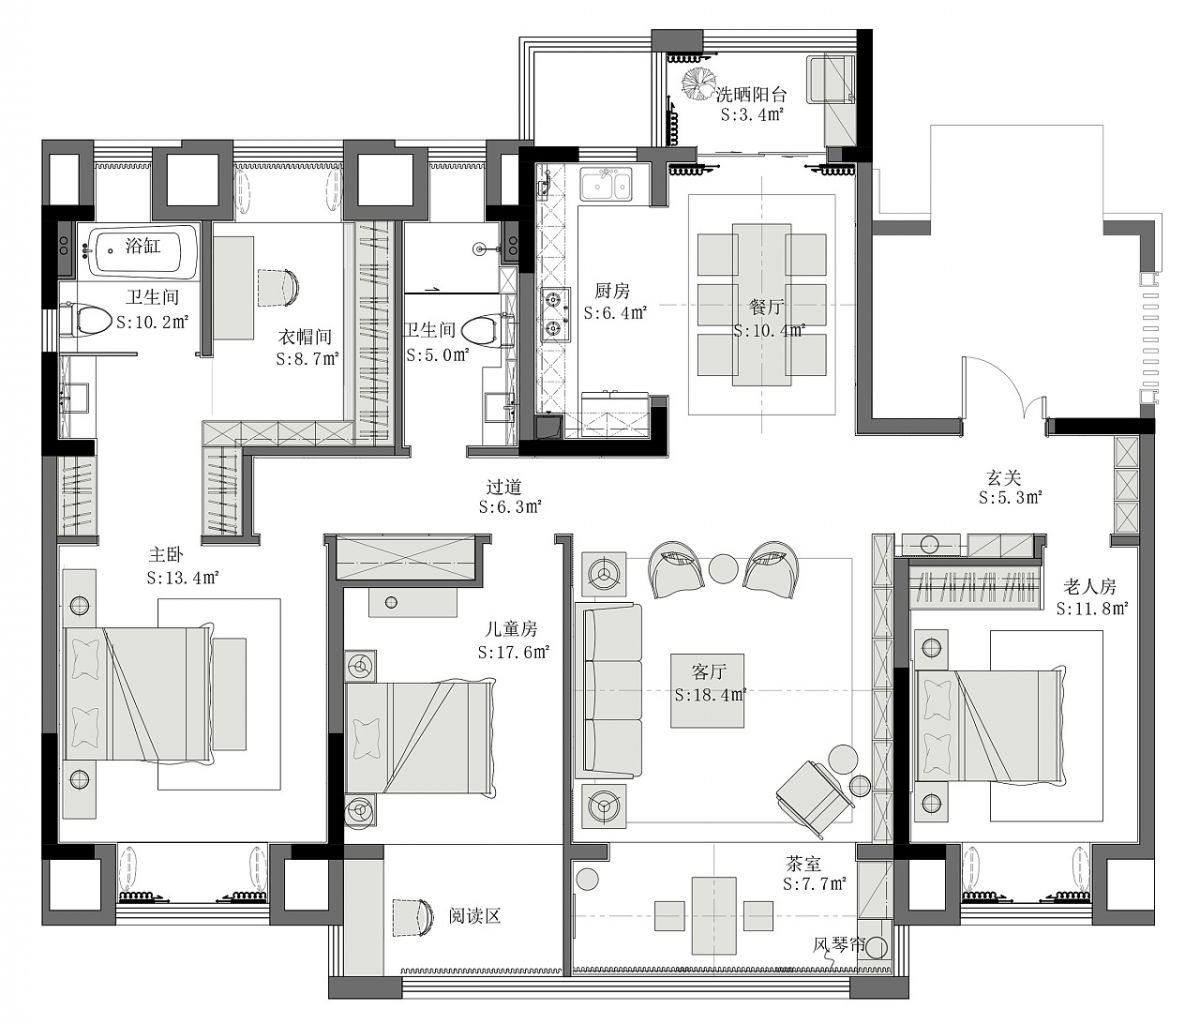 洗晒阳台
S:3.4㎡
浴缸
卫生间
S:10.2㎡
衣帽间
S:8.7㎡
卫生间
S:5.0㎡
厨房
S:6.4㎡
餐厅
S:10.4㎡
过道
S:6.3㎡
玄关
S:5.3㎡
主卧
S:13.4㎡
儿童房
S:17.6㎡
客厅
S:18.4㎡
老人房
S:11.8㎡
茶室
S:7.7㎡
阅读区
风琴帘